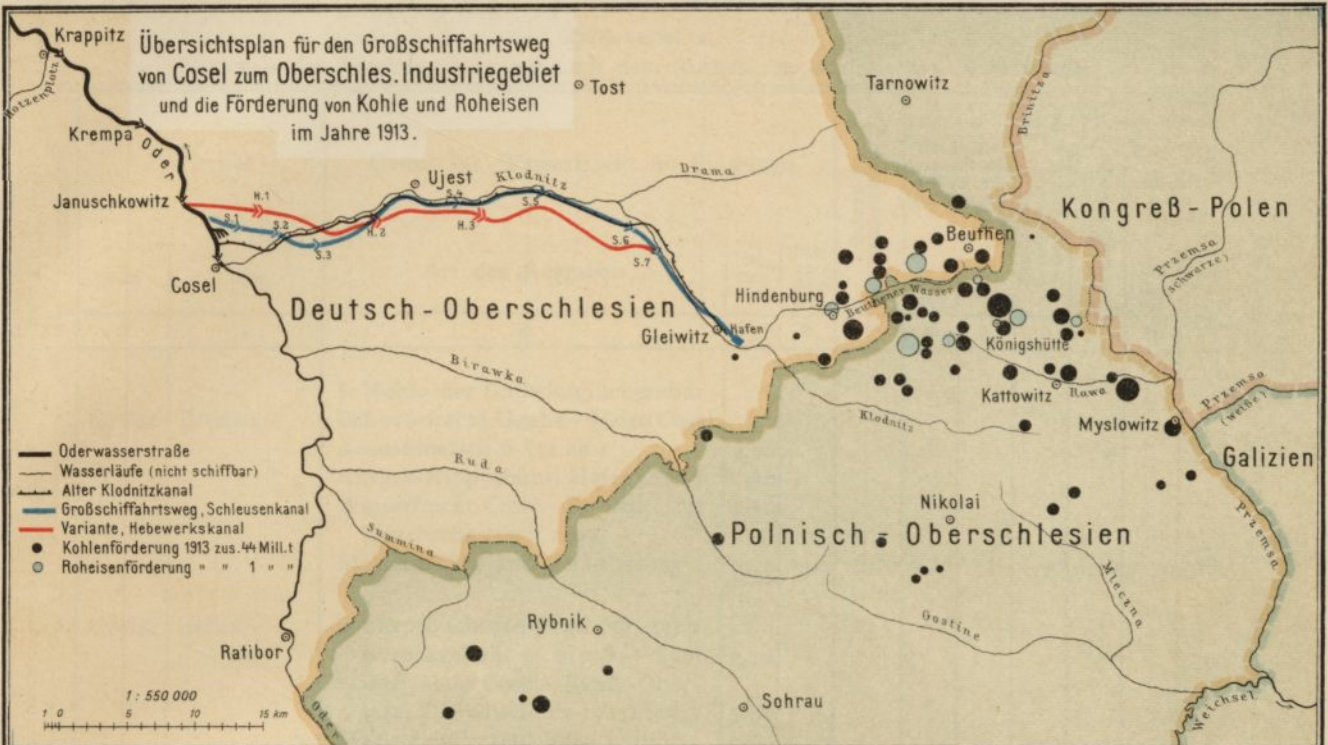 Übersichtsplan für den Großschiffahrtsweg
von Cosel zum Oberschles. Industriegebiet
und die Förderung von Kohle und Roheisen
im Jahre 1913.
Krappitz
Hotzenplotz
Krempa
Oder
Januschkowitz
Cosel
Tost
Tarnowitz
Brinitza
Ujest
Klodnitz
Drama
H.1
S.1
S.2
S.3
H.2
S.4
H.3
S.5
S.6
S.7
Kongreß-Polen
Przemsa
(Schwarze)
Beuthen
Hindenburg
Beuthener Wasser
Deutsch-Oberschlesien
Gleiwitz
Hafen
Königshütte
Kattowitz
Rawa
Klodnitz
Myslowitz
Przemsa
(Weiße)
Galizien
Birawka
Ruda
Summina
Oderwasserstraße
Wasserläufe (nicht schiffbar)
Alter Klodnitzkanal
Großschiffahrtsweg, Schleusenkanal
Variante, Hebewerkskanal
Kohlenförderung 1913 zus. 44 Mill.t
Roheisenförderung " " 1 " "
Nikolai
Polnisch-Oberschlesien
Przemsa
Mleczna
Gostine
Rybnik
Ratibor
Sohrau
Weichsel
Oder
1:550 000
1 0 5 10 15 km